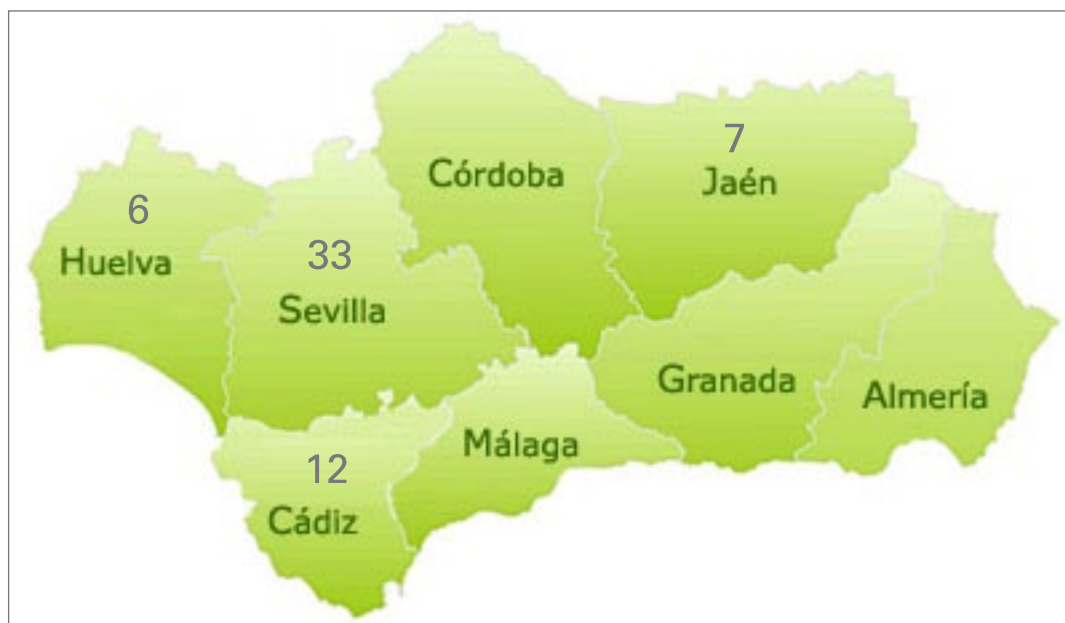 Córdoba
7
Jaén
6
Huelva
33
Sevilla
Granada
Almería
Málaga
12
Cádiz